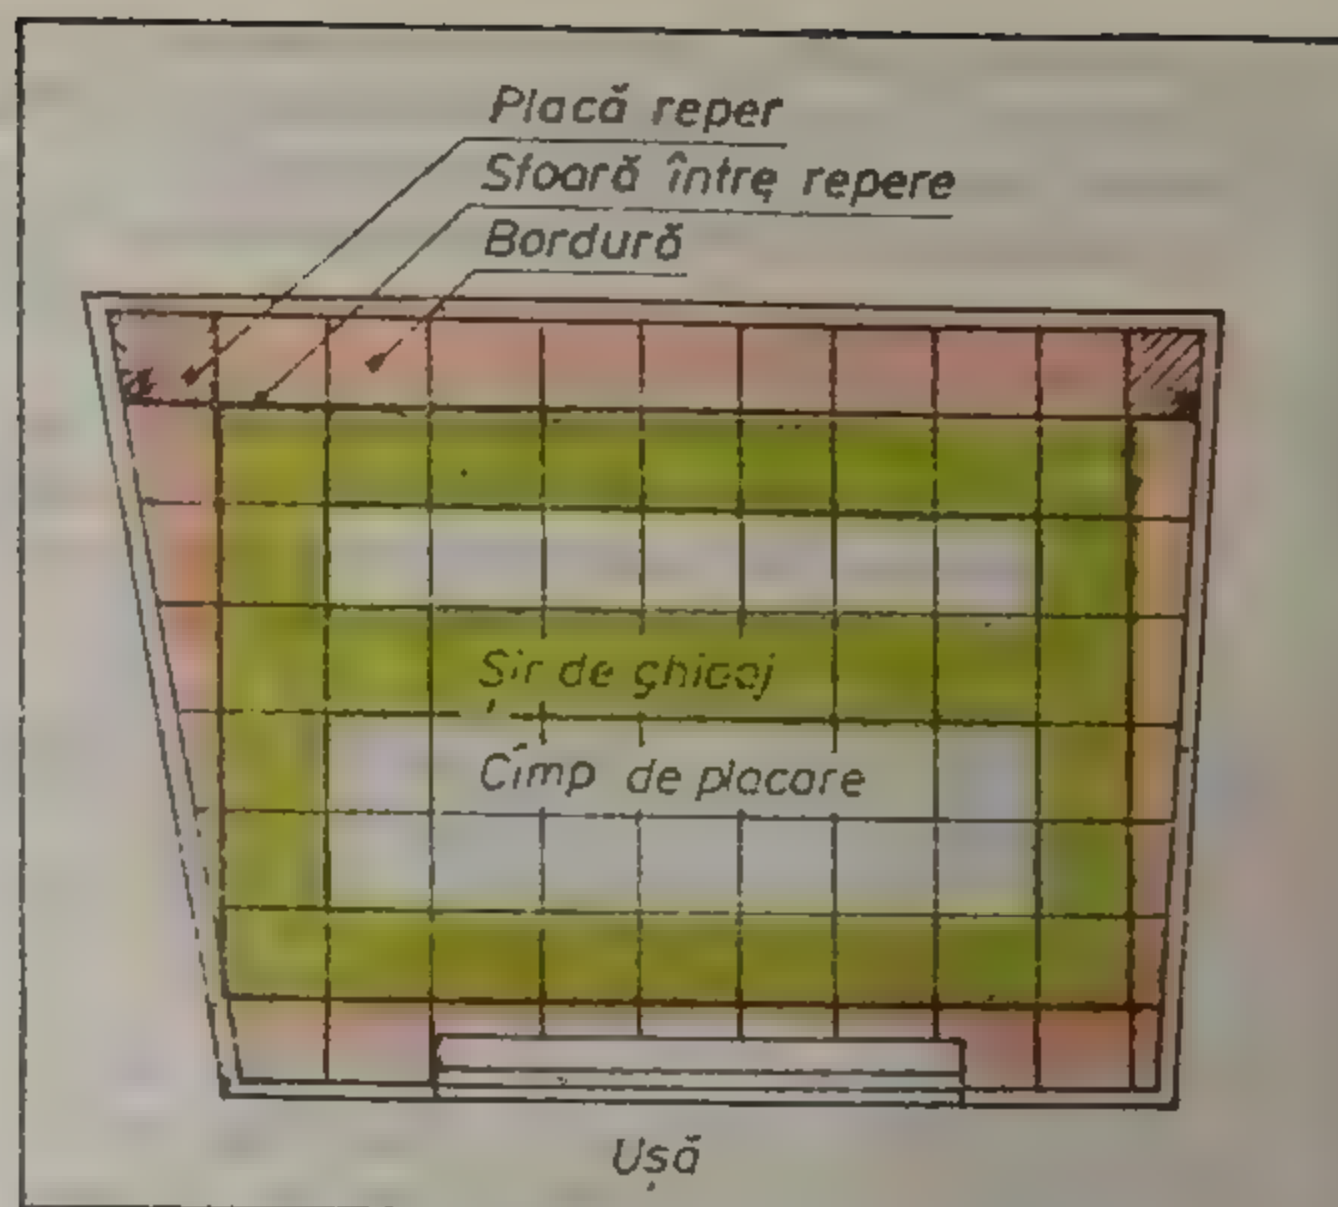 Placă reper
Sfoară între repere
Bordură
Șir de ghicaj
Cîmp de placare
Ușă